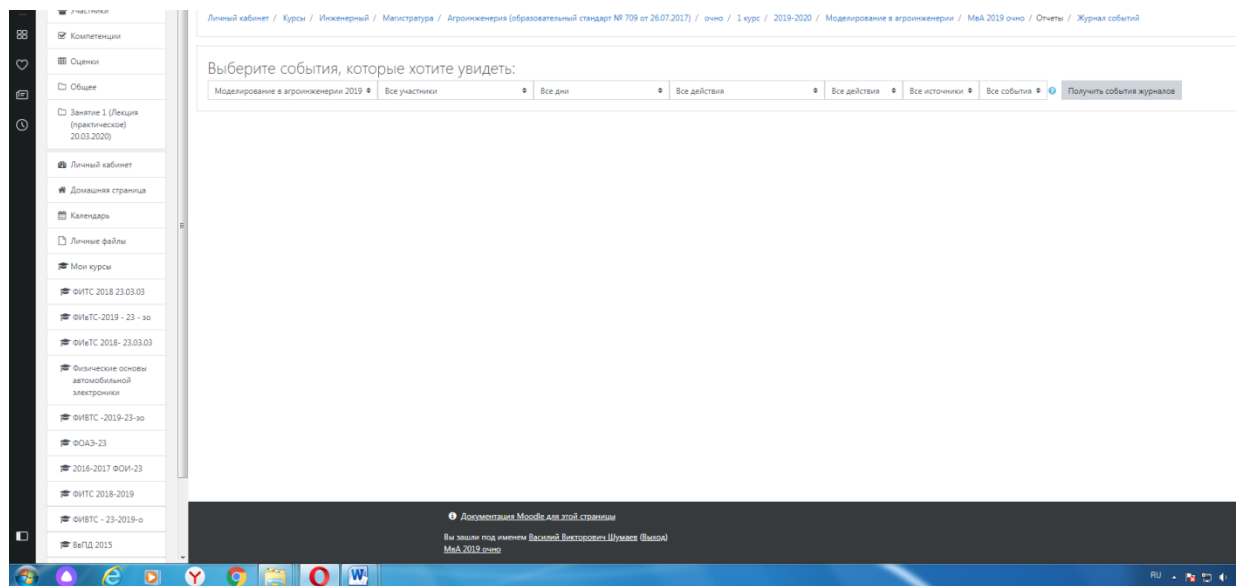 Участники
Компетенции
Оценки
Общее
Занятие 1 (Лекция
(практическое)
20.03.2020)
Личный кабинет
Домашняя страница
Календарь
Личные файлы
Мои курсы
ФИТС 2018 23.03.03
ФИвТС-2019 - 23 - зо
ФИвТС 2018- 23.03.03
Физические основы
автомобильной
электроники
ФИВТС -2019-23-зо
ФОАЭ-23
2016-2017 ФОИ-23
ФИТС 2018-2019
ФИВТС - 23-2019-о
ВеПД 2015
Личный кабинет / Курсы / Инженерный / Магистратура / Агроинженерия (образовательный стандарт № 709 от 26.07.2017) / очно / 1 курс / 2019-2020 / Моделирование в агроинженерии / МвА 2019 очно / Отчеты / Журнал событий
Выберите события, которые хотите увидеть:
Моделирование в агроинженерии 2019 Все участники Все дни Все действия Все действия Все источники Все события Получить события журналов
Документация Moodle для этой страницы
Вы зашли под именем Василий Викторович Шумаев (Выход)
МвА 2019 очно
RU